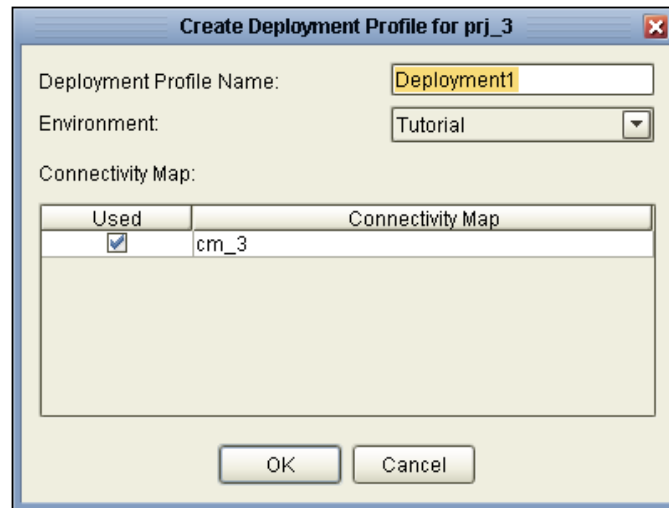 Create Deployment Profile for prj_3
Deployment Profile Name: Deployment1
Environment: Tutorial
Connectivity Map:
Used Connectivity Map
cm_3
OK Cancel